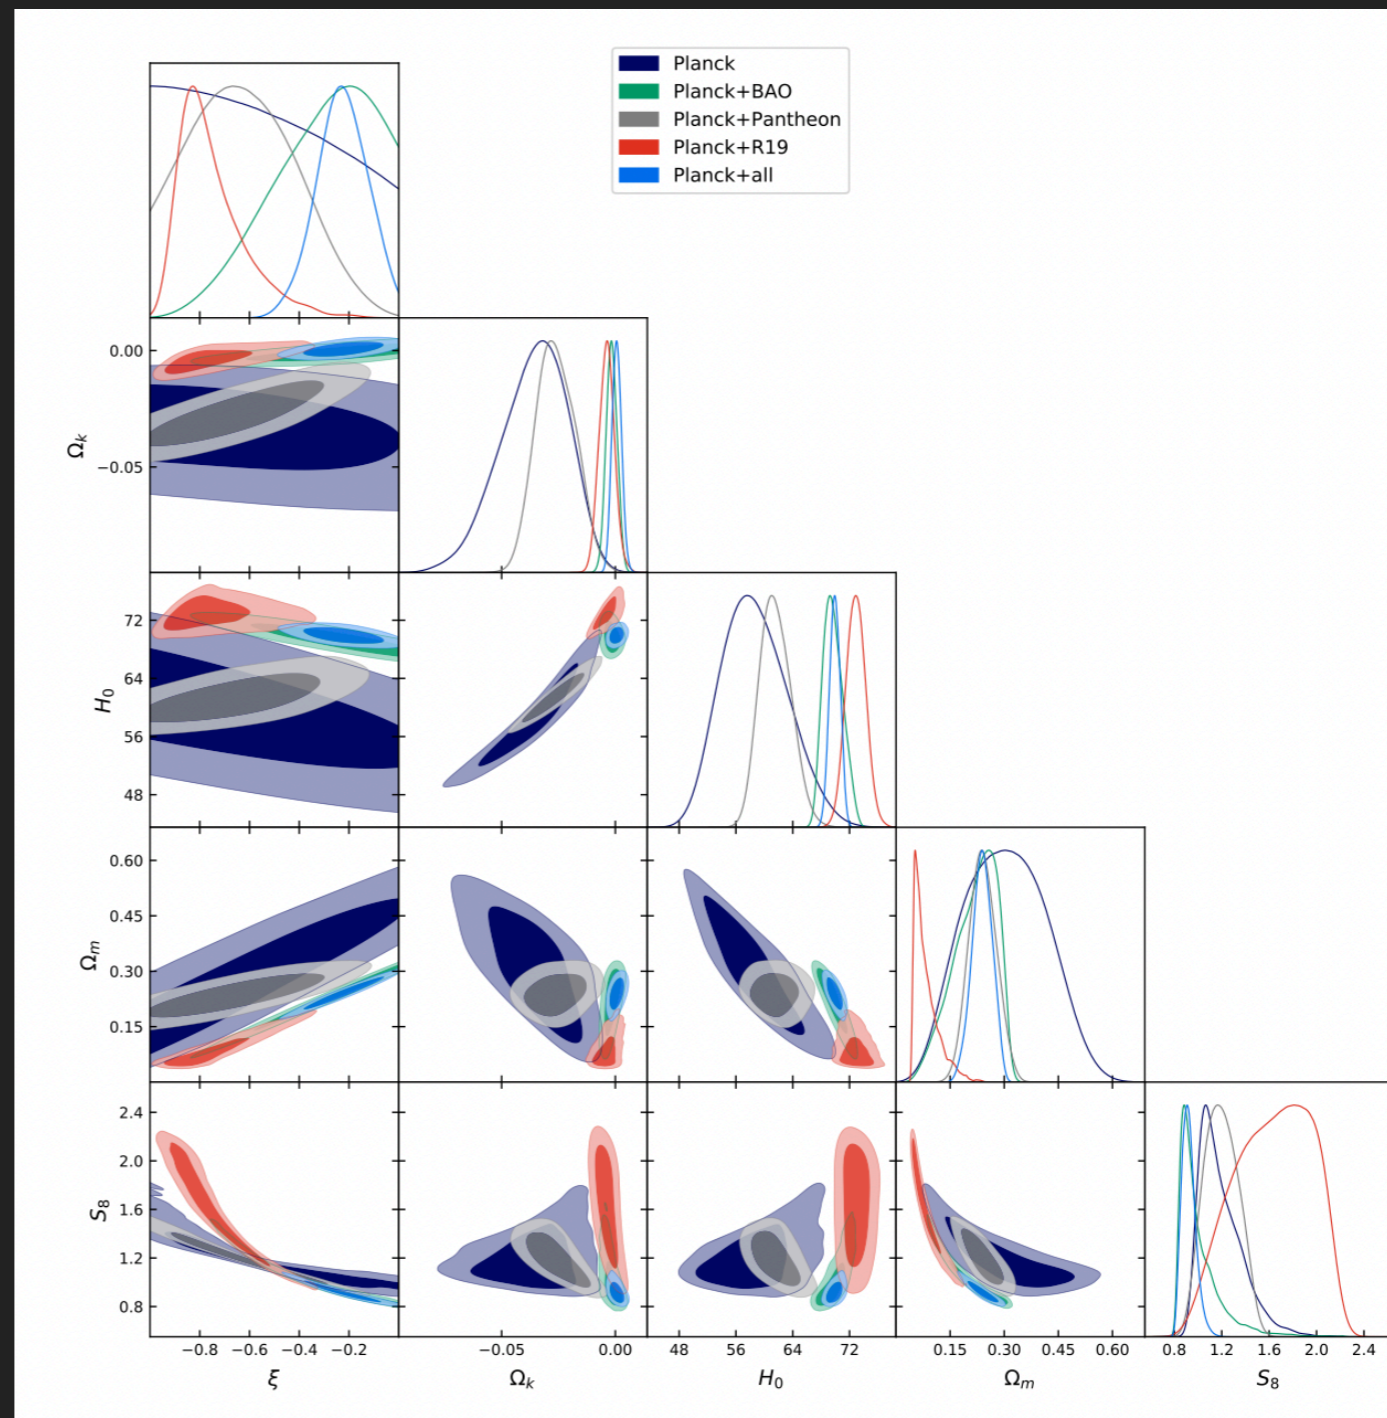 Planck
Planck+BAO
Planck+Pantheon
Planck+R19
Planck+all
0.00
−0.05
Ωk
72
64
56
48
H0
0.60
0.45
0.30
0.15
Ωm
2.4
2.0
1.6
1.2
0.8
S8
−0.8 −0.6 −0.4 −0.2 −0.05 0.00 48 56 64 72 0.15 0.30 0.45 0.60 0.8 1.2 1.6 2.0 2.4
ξ Ωk H0 Ωm S8